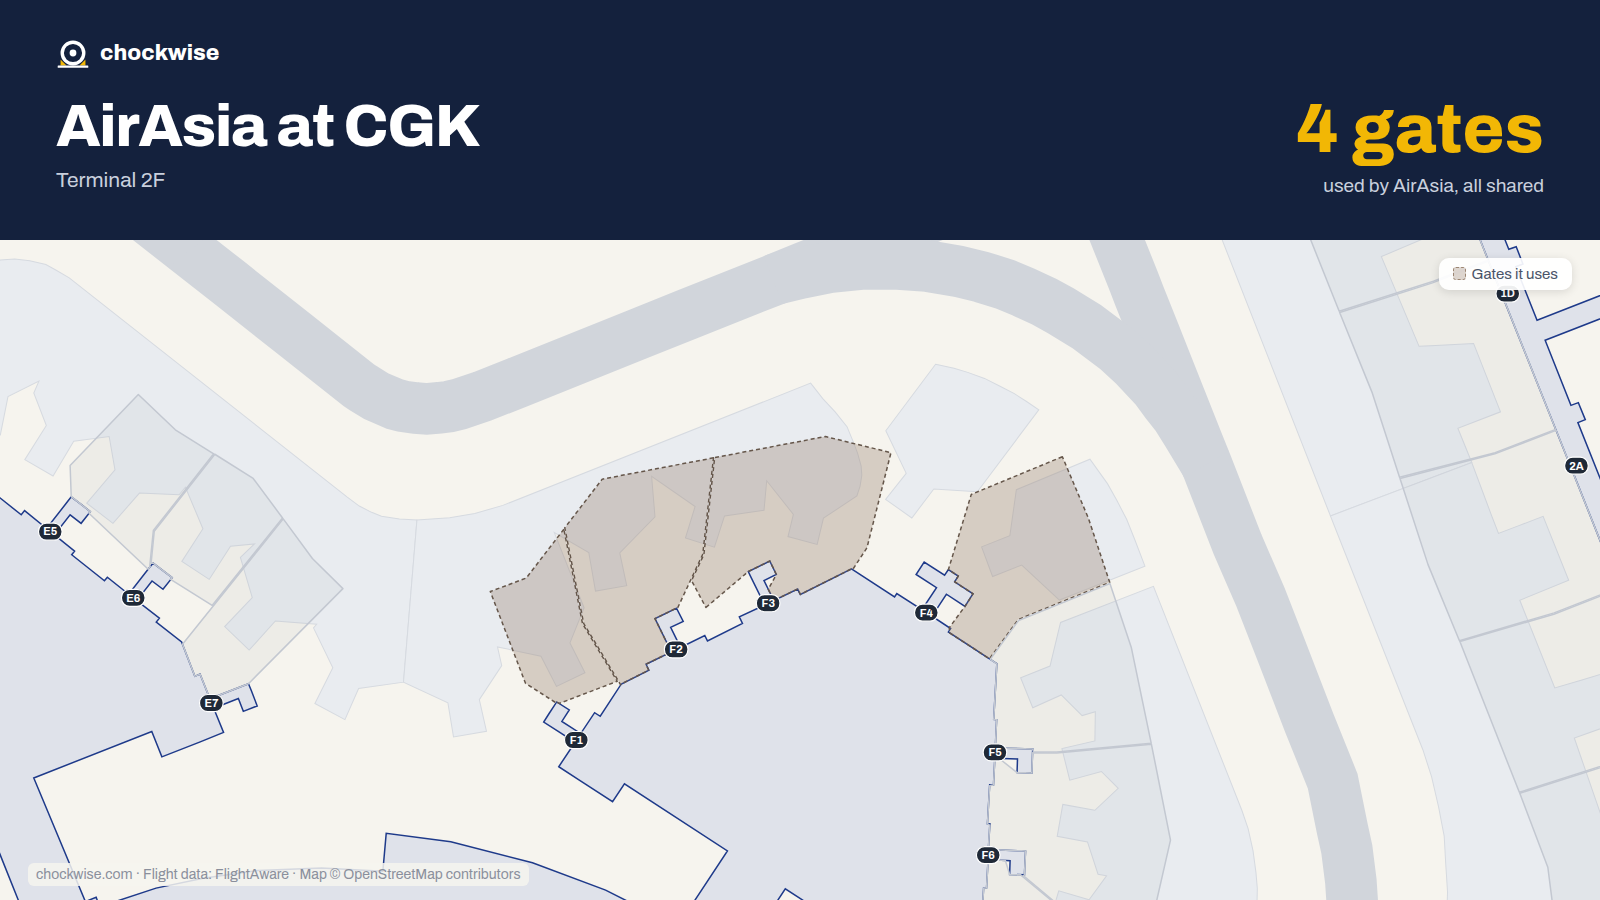 chockwise
AirAsia at CGK
Terminal 2F
4 gates
used by AirAsia, all shared
Gates it uses
1D
2A
E5
E6
E7
F1
F2
F3
F4
F5
F6
chockwise.com · Flight data: FlightAware · Map © OpenStreetMap contributors